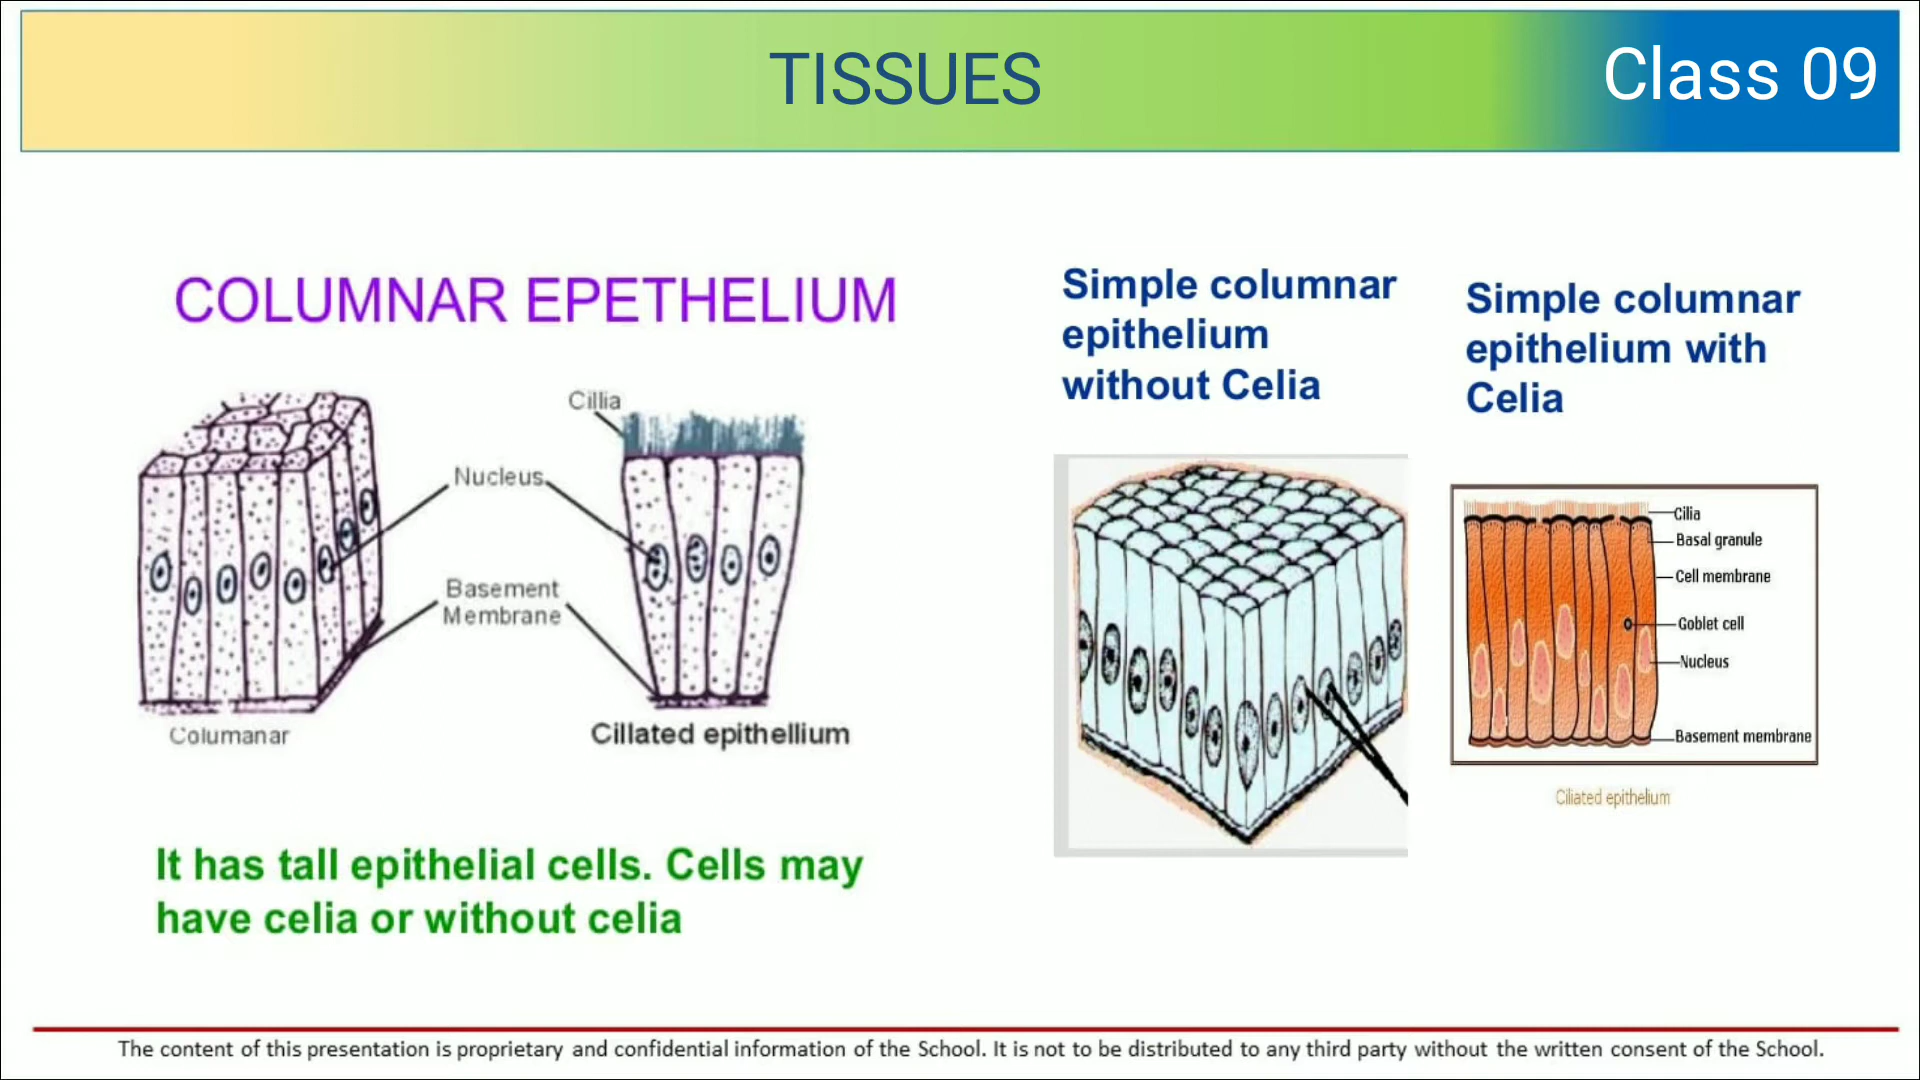 TISSUES
Class 09
COLUMNAR EPETHELIUM
Cillia
Nucleus
Basement
Membrane
Columanar
Cillated epithellium
It has tall epithelial cells. Cells may
have celia or without celia
Simple columnar
epithelium
without Celia
Simple columnar
epithelium with
Celia
Cilia
Basal granule
Cell membrane
Goblet cell
Nucleus
Basement membrane
Ciliated epithelium
The content of this presentation is proprietary and confidential information of the School. It is not to be distributed to any third party without the written consent of the School.